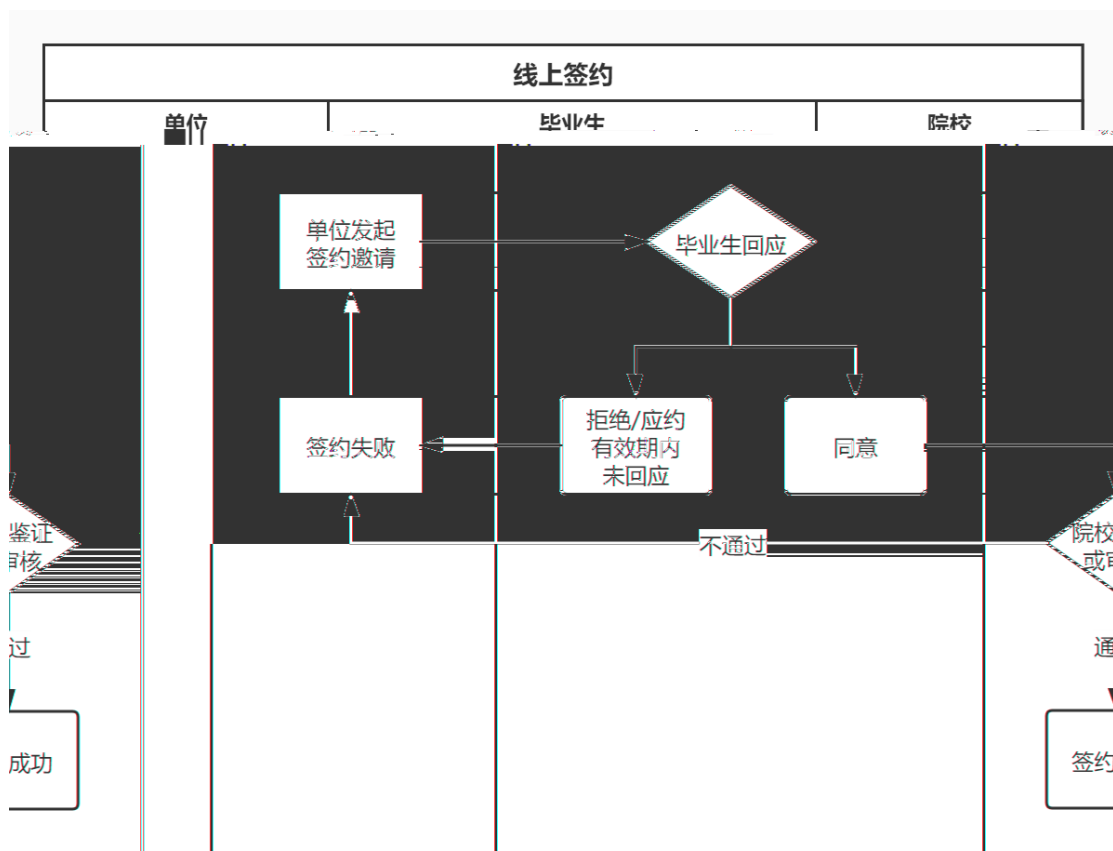 线上签约
单位
毕业生
院校
单位发起
签约邀请
毕业生回应
签约失败
拒绝/应约
有效期内
未回应
同意
鉴证
审核
院校
或审
不通过
过
通
成功
签约